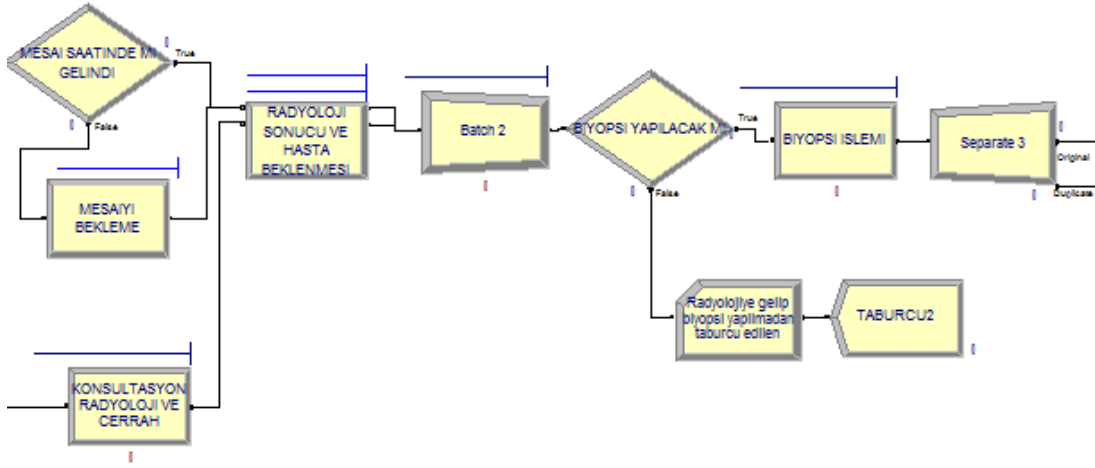 MESAI SAATINDE MI
GELINDI
True
False
MESAIYI
BEKLEME
KONSULTASYON
RADYOLOJI VE
CERRAH
RADYOLOJI
SONUCU VE
HASTA
BEKLENMESI
Batch 2
BIYOPSI YAPILACAK MI
True
False
BIYOPSI ISLEMI
Separate 3
Original
Duplicate
Radyolojiye gelip
biyopsi yapilmadan
taburcu edilen
TABURCU2